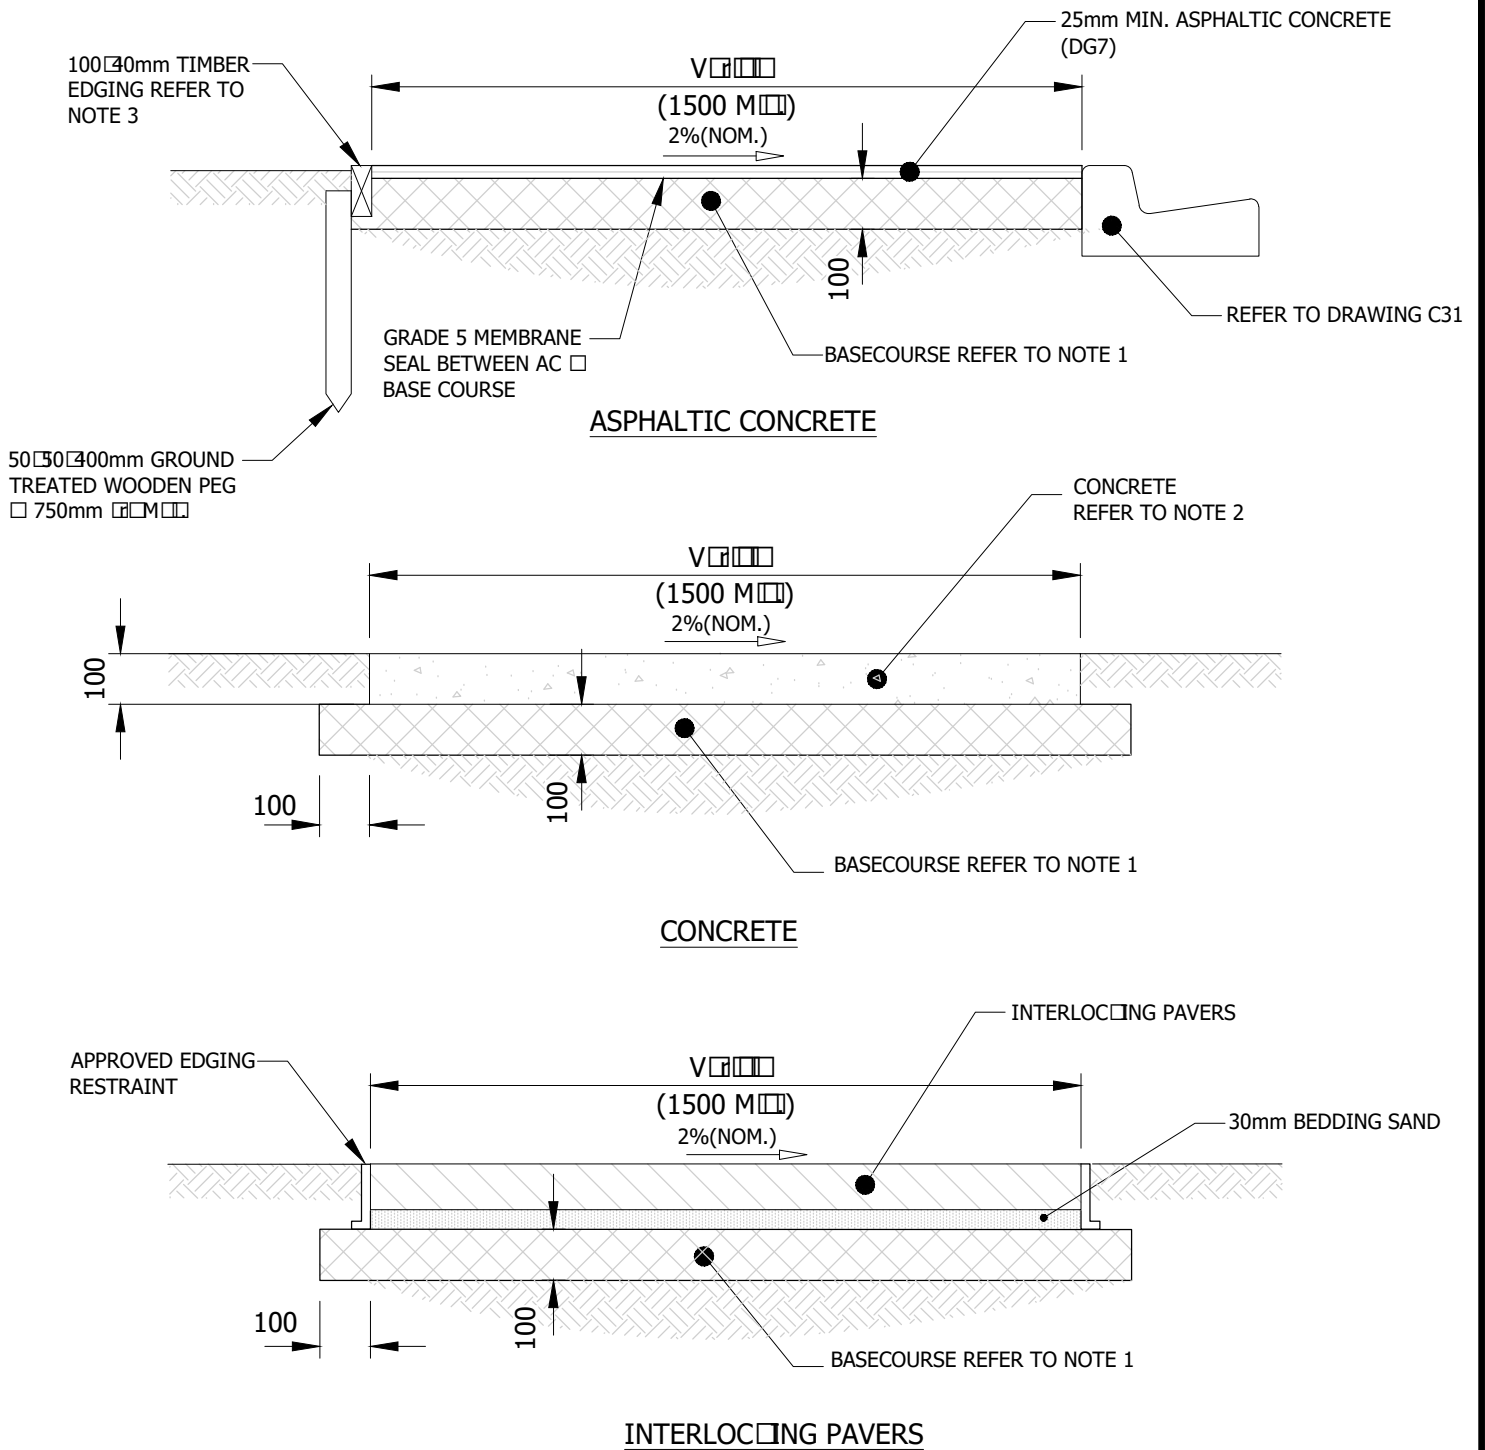 25mm MIN. ASPHALTIC CONCRETE
(DG7)
100□40mm TIMBER
EDGING REFER TO
NOTE 3
V□r□□□
(1500 M□□.)
2%(NOM.)
100
REFER TO DRAWING C31
GRADE 5 MEMBRANE
SEAL BETWEEN AC □
BASE COURSE
BASECOURSE REFER TO NOTE 1
ASPHALTIC CONCRETE
50□50□400mm GROUND
TREATED WOODEN PEG
□ 750mm
CONCRETE
REFER TO NOTE 2
V□r□□□
(1500 M□□.)
2%(NOM.)
100
100
100
BASECOURSE REFER TO NOTE 1
CONCRETE
INTERLOC□ING PAVERS
APPROVED EDGING
RESTRAINT
V□r□□□
(1500 M□□.)
2%(NOM.)
30mm BEDDING SAND
100
100
BASECOURSE REFER TO NOTE 1
INTERLOC□ING PAVERS